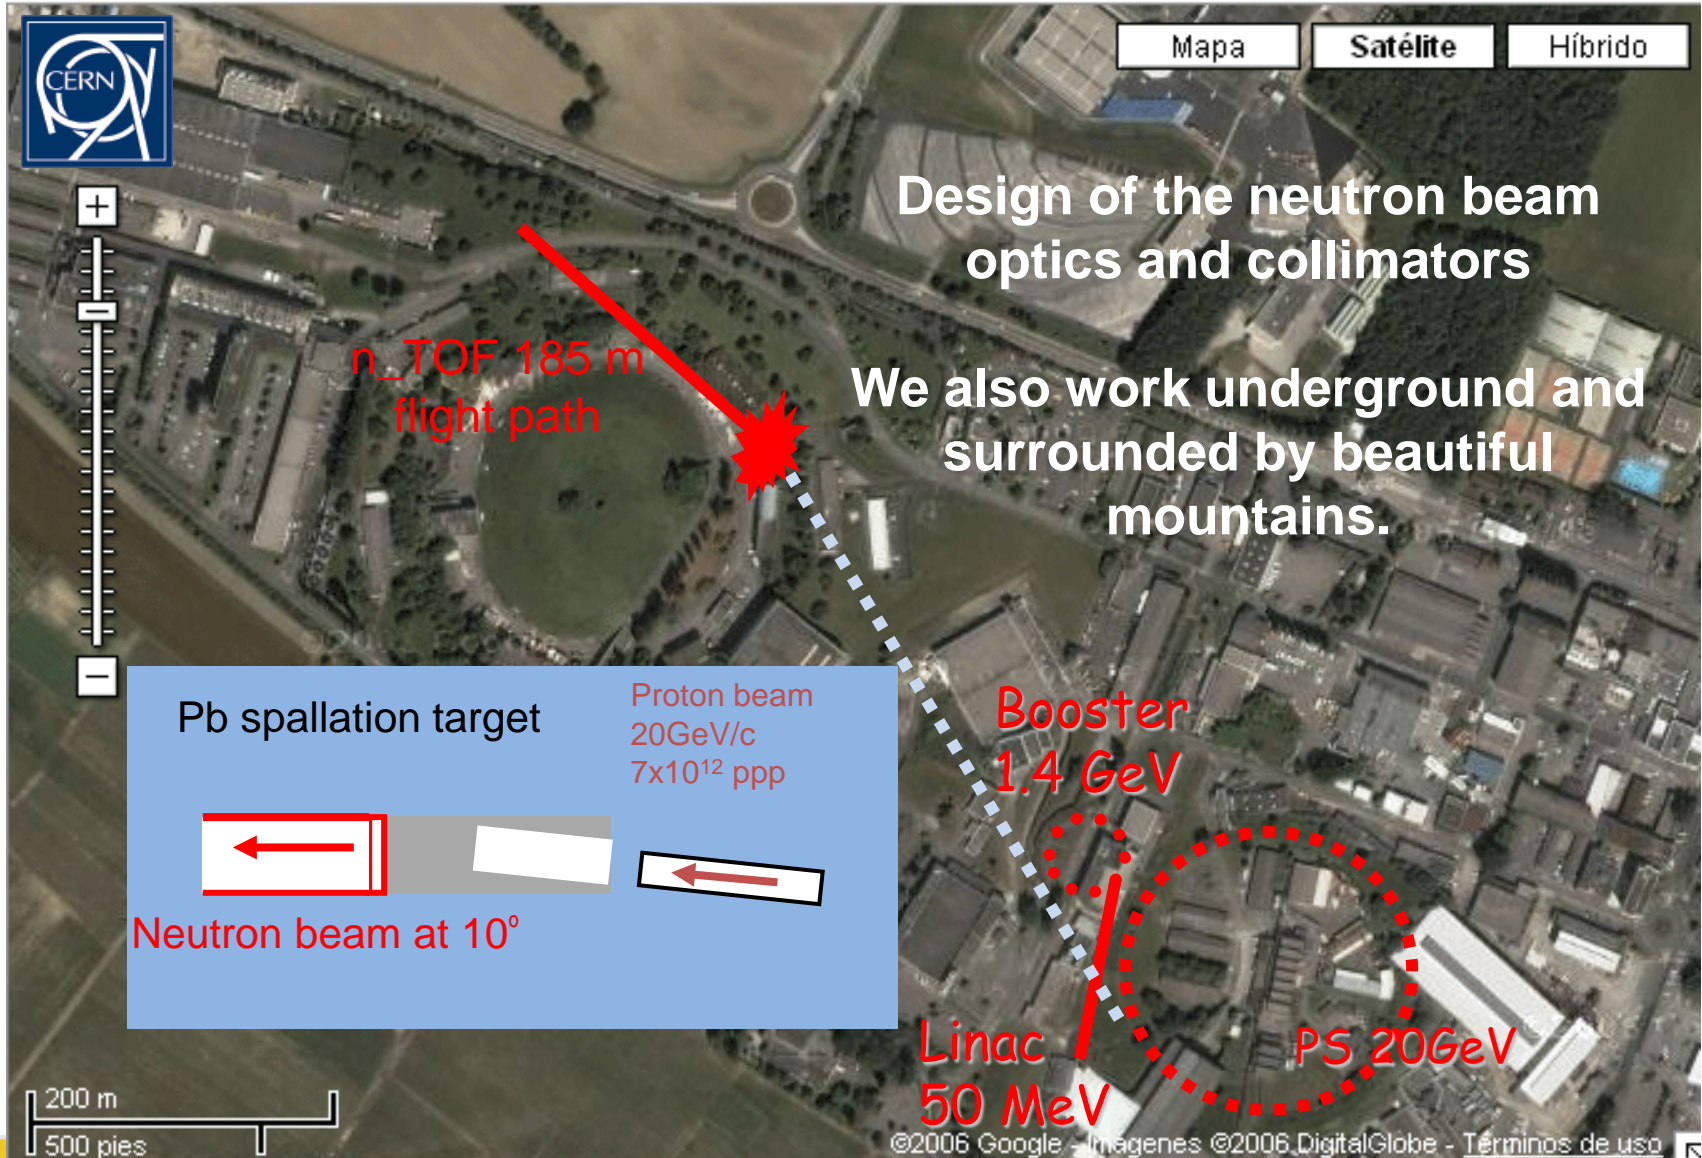 CERN
Mapa
Satélite
Híbrido
+
Design of the neutron beam
optics and collimators
n_TOF 185 m
flight path
We also work underground and
surrounded by beautiful
mountains.
−
Pb spallation target
Proton beam
20GeV/c
7x10¹² ppp
Neutron beam at 10º
Booster
1.4 GeV
Linac
50 MeV
PS 20GeV
200 m
500 pies
©2006 Google - Imágenes ©2006 DigitalGlobe - Términos de uso